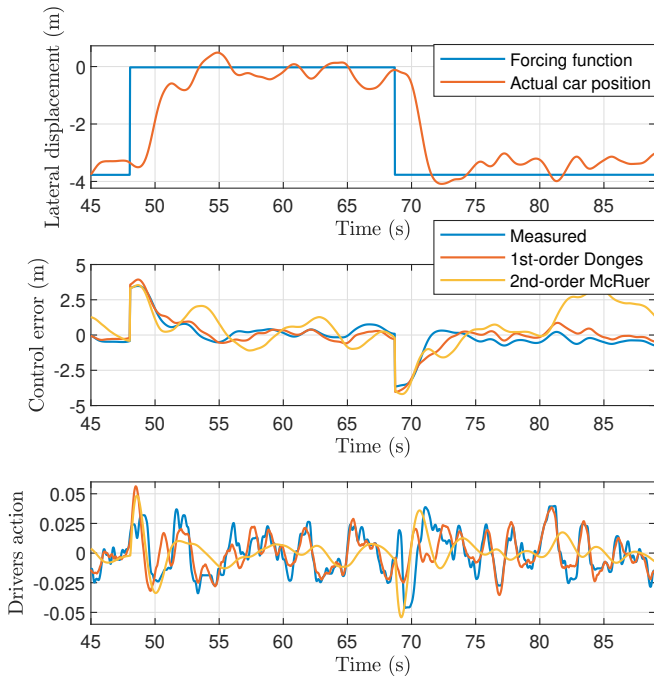 Lateral displacement (m)
0
-2
-4
Forcing function
Actual car position
45 50 55 60 65 70 75 80 85
Time (s)
Control error (m)
5
2.5
0
-2.5
-5
Measured
1st-order Donges
2nd-order McRuer
45 50 55 60 65 70 75 80 85
Time (s)
Drivers action
0.05
0.025
0
-0.025
-0.05
45 50 55 60 65 70 75 80 85
Time (s)